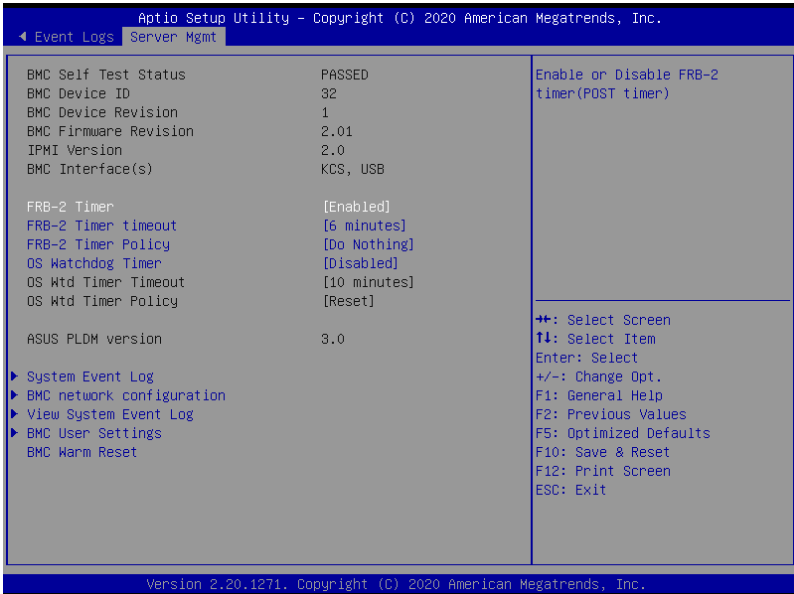 Aptio Setup Utility – Copyright (C) 2020 American Megatrends, Inc.
Event Logs Server Mgmt
BMC Self Test Status PASSED
BMC Device ID 32
BMC Device Revision 1
BMC Firmware Revision 2.01
IPMI Version 2.0
BMC Interface(s) KCS, USB
FRB-2 Timer [Enabled]
FRB-2 Timer timeout [6 minutes]
FRB-2 Timer Policy [Do Nothing]
OS Watchdog Timer [Disabled]
OS Wtd Timer Timeout [10 minutes]
OS Wtd Timer Policy [Reset]
ASUS PLDM version 3.0
System Event Log
BMC network configuration
View System Event Log
BMC User Settings
BMC Warm Reset
Enable or Disable FRB-2
timer(POST timer)
→←: Select Screen
↑↓: Select Item
Enter: Select
+/-: Change Opt.
F1: General Help
F2: Previous Values
F5: Optimized Defaults
F10: Save & Reset
F12: Print Screen
ESC: Exit
Version 2.20.1271. Copyright (C) 2020 American Megatrends, Inc.